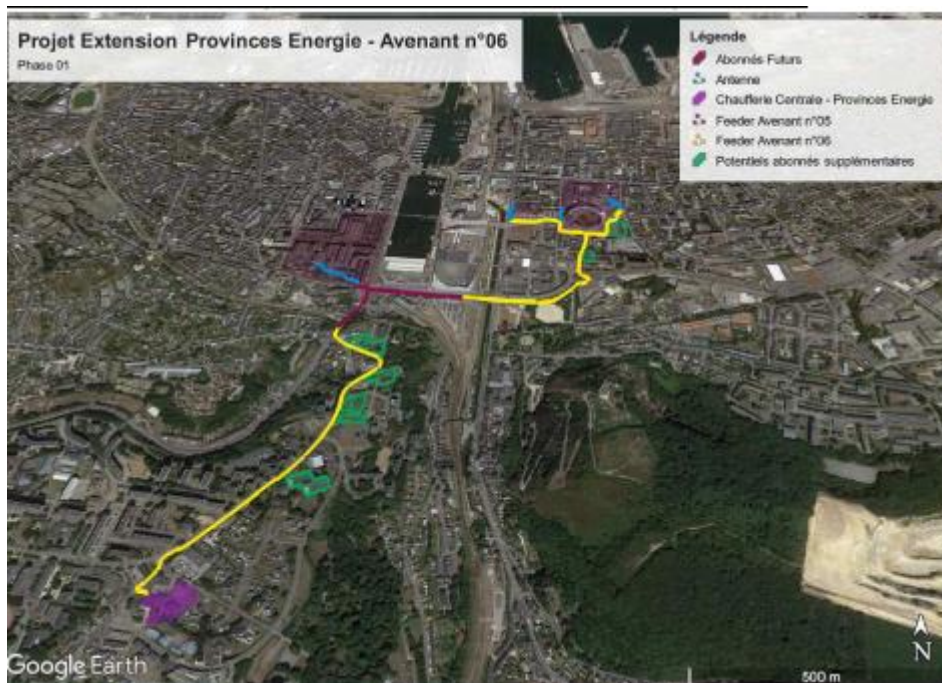 Projet Extension Provinces Energie - Avenant n°06
Phase 01
Légende
Abonnés Futurs
Antenne
Chaufferie Centrale - Provinces Energie
Feeder Avenant n°05
Feeder Avenant n°06
Potentiels abonnés supplémentaires
Google Earth
N
500 m